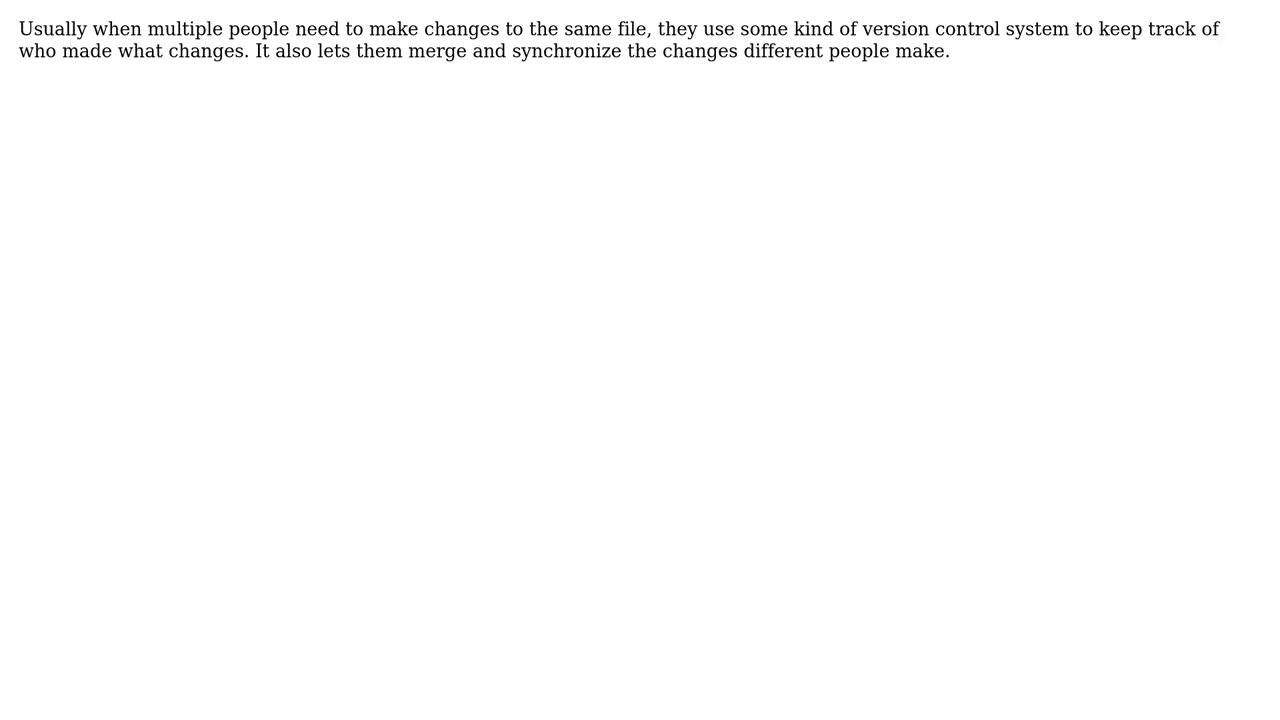 Usually when multiple people need to make changes to the same file, they use some kind of version control system to keep track of
who made what changes. It also lets them merge and synchronize the changes different people make.